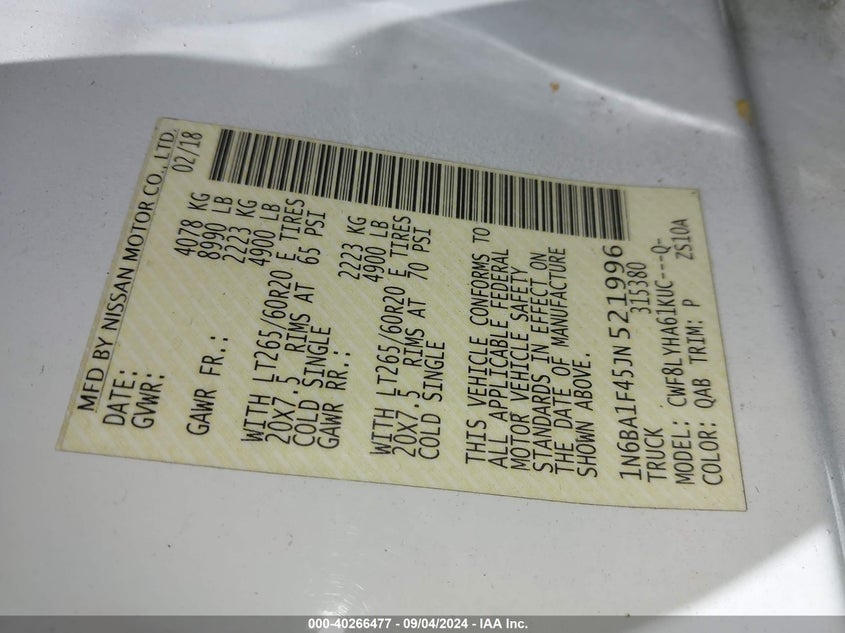 MFD BY NISSAN MOTOR CO., LTD.
DATE: 02/18
GVWR: 4078 KG
8990 LB
GAWR FR.: 2223 KG
4900 LB
WITH LT265/60R20 E TIRES
20X7.5 RIMS AT 65 PSI
COLD SINGLE
GAWR RR.: 2223 KG
4900 LB
WITH LT265/60R20 E TIRES
20X7.5 RIMS AT 70 PSI
COLD SINGLE
THIS VEHICLE CONFORMS TO
ALL APPLICABLE FEDERAL
MOTOR VEHICLE SAFETY
STANDARDS IN EFFECT ON
THE DATE OF MANUFACTURE
SHOWN ABOVE.
1N6BA1F45JN521996
TRUCK 315380
MODEL: CWF8LYHA61KUC---Q-
COLOR: QAB TRIM: P ZS10A
000-40266477 - 09/04/2024 - IAA Inc.